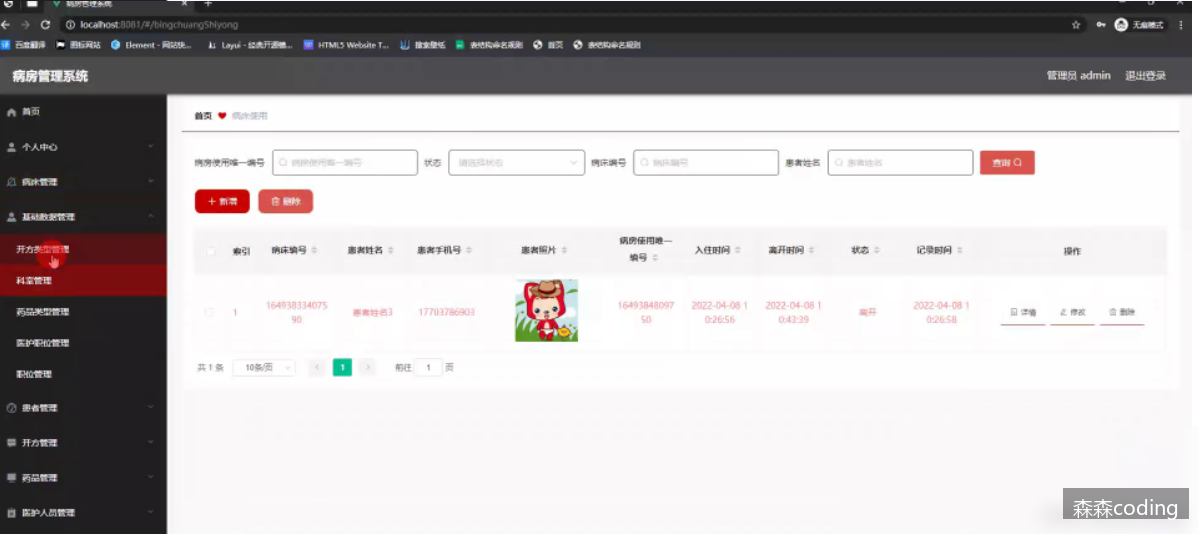 病房管理系统
localhost:8081/#/bingchuangShiyong
无痕模式
百度翻译
图标网站
Element - 网站快...
Layui - 经典开源模...
HTML5 Website T...
搜索壁纸
表结构命名规则
首页
表结构命名规则
病房管理系统
管理员 admin
退出登录
首页
个人中心
病床管理
基础数据管理
开方类型管理
科室管理
药品类型管理
医护职位管理
职位管理
患者管理
开方管理
药品管理
医护人员管理
首页 病床使用
病房使用唯一编号 病房使用唯一编号 状态 请选择状态 病床编号 病床编号 患者姓名 患者姓名 查询
新增 删除
索引 病床编号 患者姓名 患者手机号 患者照片 病房使用唯一编号 入住时间 离开时间 状态 记录时间 操作
1 16493833407590 患者姓名3 17703786903 1649384809750 2022-04-08 10:26:56 2022-04-08 10:43:39 离开 2022-04-08 10:26:58 详情 修改 删除
共 1 条 10条/页 1 前往 1 页
森森coding